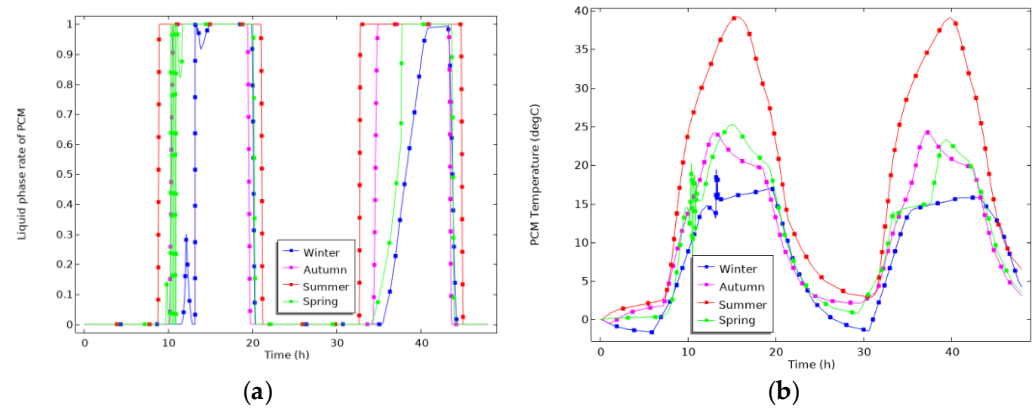 1
0.9
0.8
0.7
0.6
0.5
0.4
0.3
0.2
0.1
0
Liquid phase rate of PCM
Winter
Autumn
Summer
Spring
0 10 20 30 40
Time (h)
(a)
40
35
30
25
20
15
10
5
0
PCM Temperature (degC)
Winter
Autumn
Summer
Spring
0 10 20 30 40
Time (h)
(b)